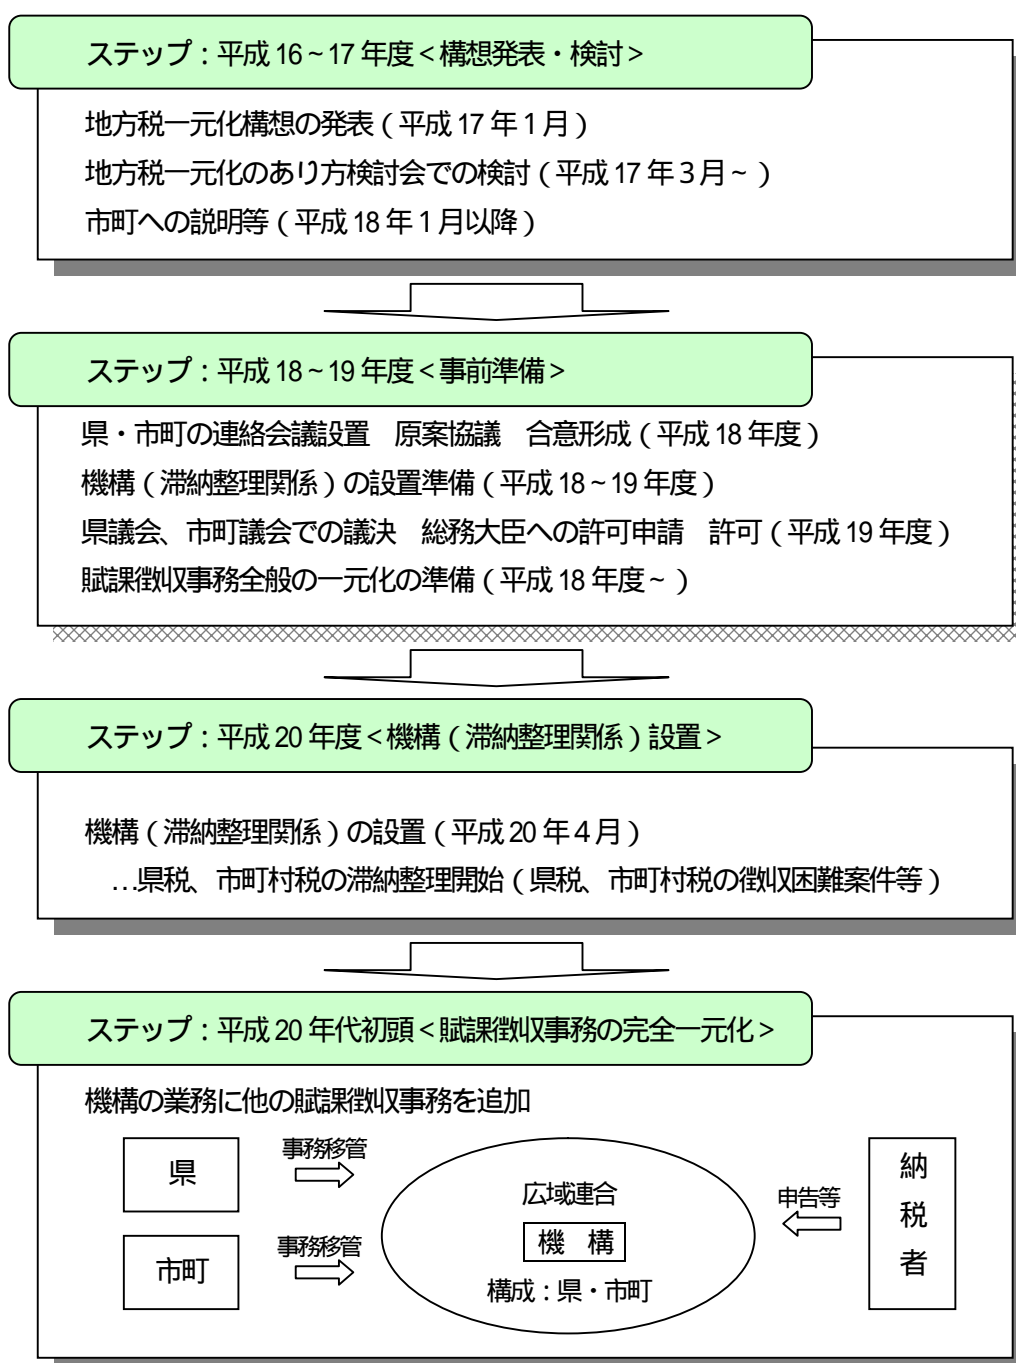 ステップ:平成16~17年度<構想発表・検討>
地方税一元化構想の発表(平成17年1月)
地方税一元化のあり方検討会での検討(平成17年3月~)
市町への説明等(平成18年1月以降)
ステップ:平成18~19年度<事前準備>
県・市町の連絡会議設置 原案協議 合意形成(平成18年度)
機構(滞納整理関係)の設置準備(平成18~19年度)
県議会、市町議会での議決 総務大臣への許可申請 許可(平成19年度)
賦課徴収事務全般の一元化の準備(平成18年度~)
ステップ:平成20年度<機構(滞納整理関係)設置>
機構(滞納整理関係)の設置(平成20年4月)
…県税、市町村税の滞納整理開始(県税、市町村税の徴収困難案件等)
ステップ:平成20年代初頭<賦課徴収事務の完全一元化>
機構の業務に他の賦課徴収事務を追加
県
事務移管
市町
事務移管
広域連合
機 構
構成:県・市町
申告等
納税者